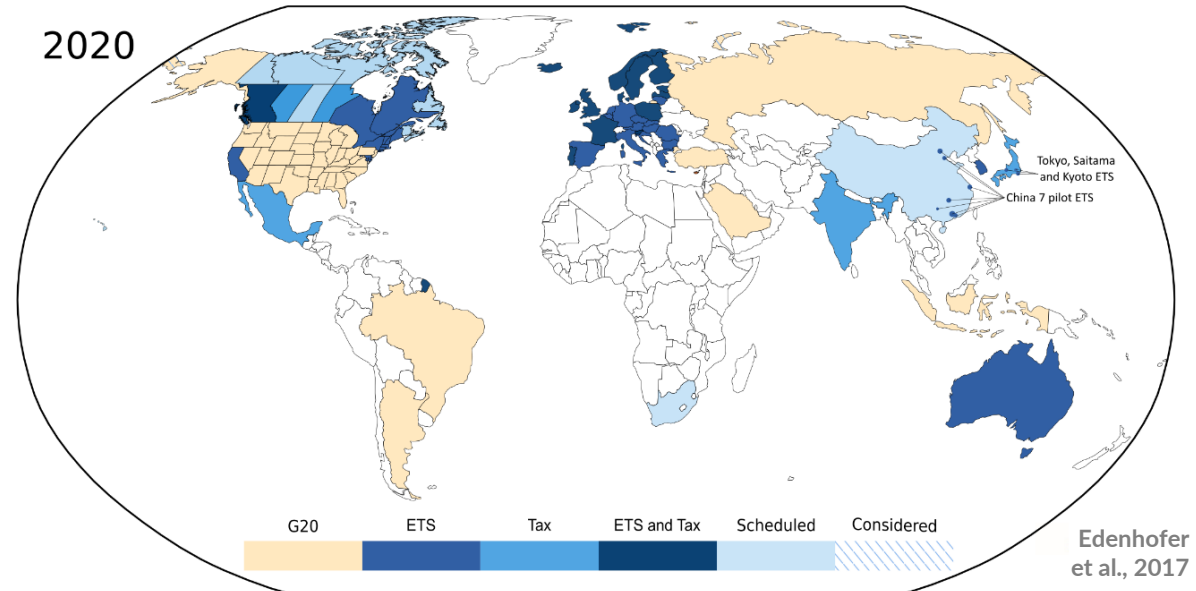 2020
Tokyo, Saitama
and Kyoto ETS
China 7 pilot ETS
G20
ETS
Tax
ETS and Tax
Scheduled
Considered
Edenhofer
et al., 2017